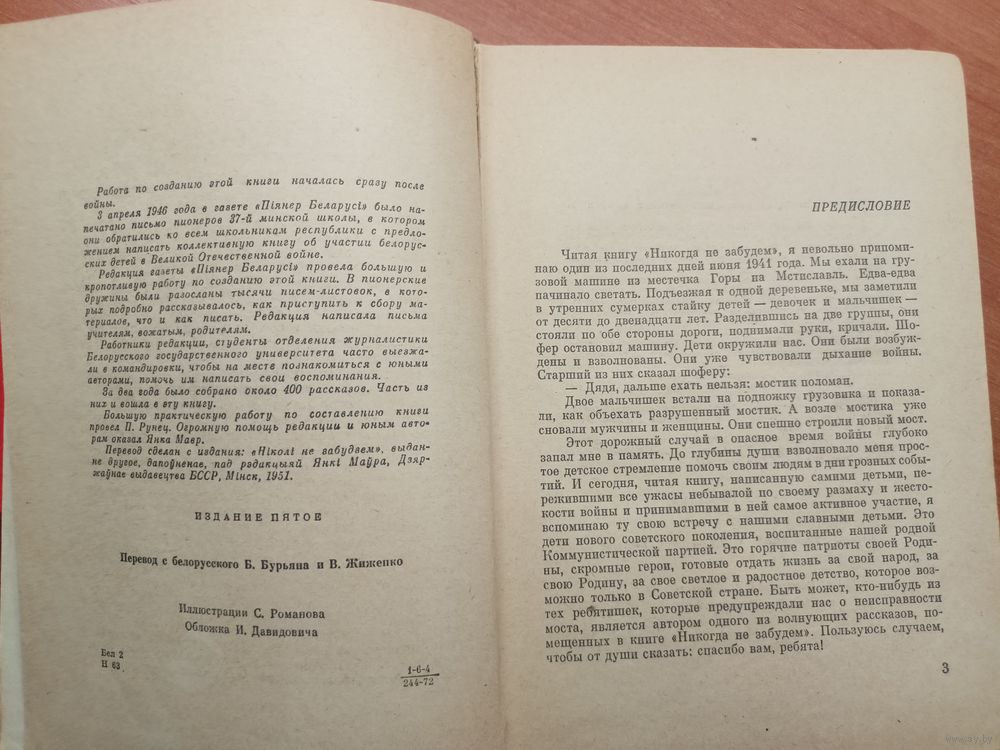 Работа по созданию этой книги началась сразу после
войны.
3 апреля 1946 года в газете «Піянер Беларусі» было на-
печатано письмо пионеров 37-й минской школы, в котором
они обратились ко всем школьникам республики с предло-
жением написать коллективную книгу об участии белорус-
ских детей в Великой Отечественной войне.
Редакция газеты «Піянер Беларусі» провела большую и
кропотливую работу по созданию этой книги. В пионерские
дружины были разосланы тысячи писем-листовок, в кото-
рых подробно рассказывалось, как приступить к сбору ма-
териалов, что и как писать. Редакция написала письма
учителям, вожатым, родителям.
Работники редакции, студенты отделения журналистики
Белорусского государственного университета часто выезжа-
ли в командировки, чтобы на месте познакомиться с юными
авторами, помочь им написать свои воспоминания.
За два года было собрано около 400 рассказов. Часть из
них и вошла в эту книгу.
Большую практическую работу по составлению книги
провел П. Рунец. Огромную помощь редакции и юным авто-
рам оказал Янка Мавр.
Перевод сделан с издания: «Ніколі не забудзем», выдан-
не другое, дапоўненае, пад рэдакцыяй Янкі Маўра, Дзяр-
жаўнае выдавецтва БССР, Мінск, 1951.
ИЗДАНИЕ ПЯТОЕ
Перевод с белорусского Б. Бурьяна и В. Жиженко
Иллюстрации С. Романова
Обложка И. Давидовича
Бел 2
Н 63
1-6-4
244-72
ПРЕДИСЛОВИЕ
Читая книгу «Никогда не забудем», я невольно припоми-
наю один из последних дней июня 1941 года. Мы ехали на гру-
зовой машине из местечка Горы на Мстиславль. Едва-едва
начинало светать. Подъезжая к одной деревеньке, мы заметили
в утренних сумерках стайку детей — девочек и мальчишек —
от десяти до двенадцати лет. Разделившись на две группы, они
стояли по обе стороны дороги, поднимали руки, кричали. Шо-
фер остановил машину. Дети окружили нас. Они были возбуж-
дены и взволнованы. Они уже чувствовали дыхание войны.
Старший из них сказал шоферу:
— Дядя, дальше ехать нельзя: мостик поломан.
Двое мальчишек встали на подножку грузовика и показа-
ли, как объехать разрушенный мостик. А возле мостика уже
сновали мужчины и женщины. Они спешно строили новый мост.
Этот дорожный случай в опасное время войны глубоко
запал мне в память. До глубины души взволновало меня прос-
тое детское стремление помочь своим людям в дни грозных собы-
тий. И сегодня, читая книгу, написанную самими детьми, пе-
режившими все ужасы небывалой по своему размаху и жесто-
кости войны и принимавшими в ней самое активное участие, я
вспоминаю ту свою встречу с нашими славными детьми. Это
дети нового советского поколения, воспитанные нашей родной
Коммунистической партией. Это горячие патриоты своей Роди-
ны, скромные герои, готовые отдать жизнь за свой народ, за
свою Родину, за свое светлое и радостное детство, которое воз-
можно только в Советской стране. Быть может, кто-нибудь из
тех ребятишек, которые предупреждали нас о неисправности
моста, является автором одного из волнующих рассказов, по-
мещенных в книге «Никогда не забудем». Пользуюсь случаем,
чтобы от души сказать: спасибо вам, ребята!
3
www.ay.by